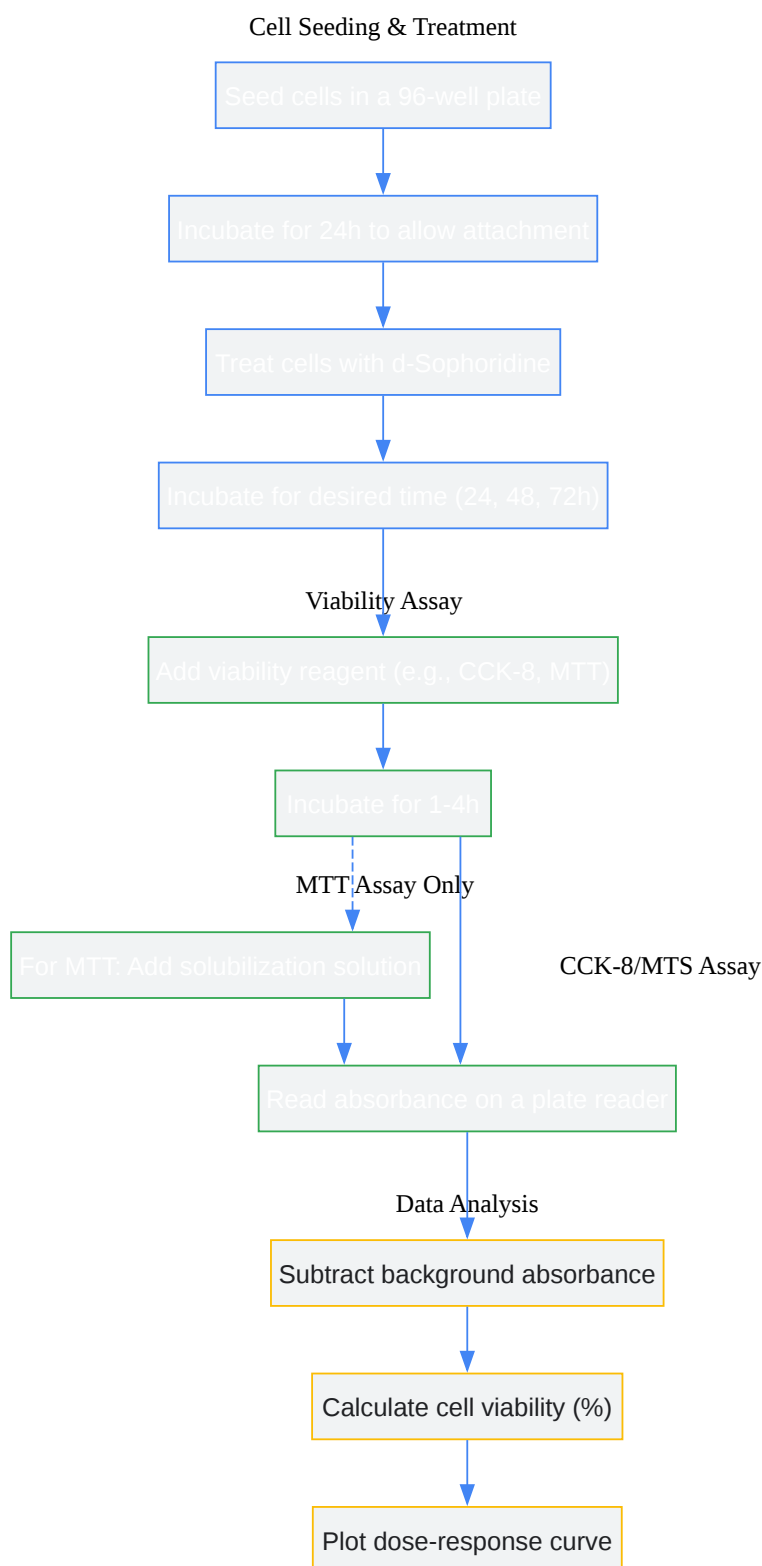 Cell Seeding & Treatment
Seed cells in a 96-well plate
Incubate for 24h to allow attachment
Treat cells with d-Sophoridine
Incubate for desired time (24, 48, 72h)
Viability Assay
Add viability reagent (e.g., CCK-8, MTT)
Incubate for 1-4h
MTT Assay Only
For MTT: Add solubilization solution
CCK-8/MTS Assay
Read absorbance on a plate reader
Data Analysis
Subtract background absorbance
Calculate cell viability (%)
Plot dose-response curve